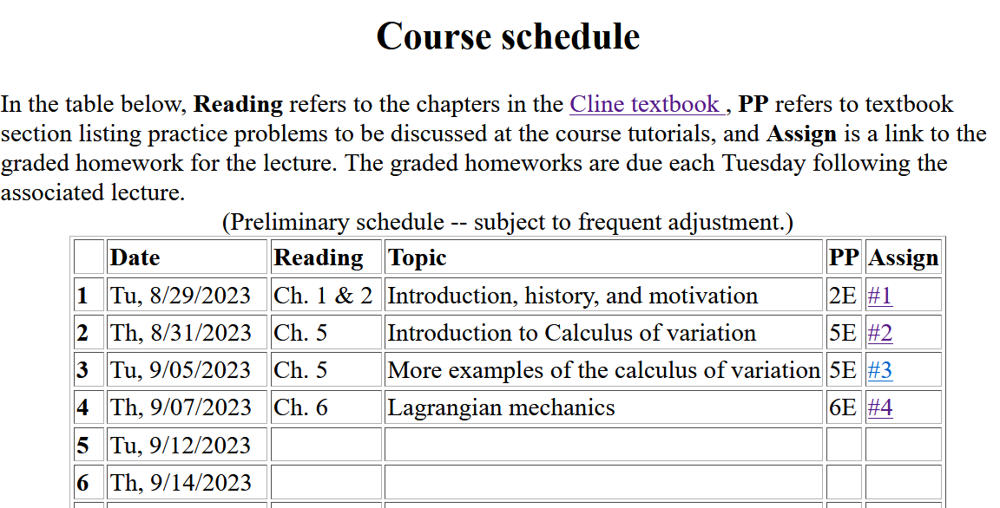 Course schedule
In the table below, Reading refers to the chapters in the Cline textbook , PP refers to textbook
section listing practice problems to be discussed at the course tutorials, and Assign is a link to the
graded homework for the lecture. The graded homeworks are due each Tuesday following the
associated lecture.
(Preliminary schedule -- subject to frequent adjustment.)
Date Reading Topic PP Assign
1 Tu, 8/29/2023 Ch. 1 & 2 Introduction, history, and motivation 2E #1
2 Th, 8/31/2023 Ch. 5 Introduction to Calculus of variation 5E #2
3 Tu, 9/05/2023 Ch. 5 More examples of the calculus of variation 5E #3
4 Th, 9/07/2023 Ch. 6 Lagrangian mechanics 6E #4
5 Tu, 9/12/2023
6 Th, 9/14/2023